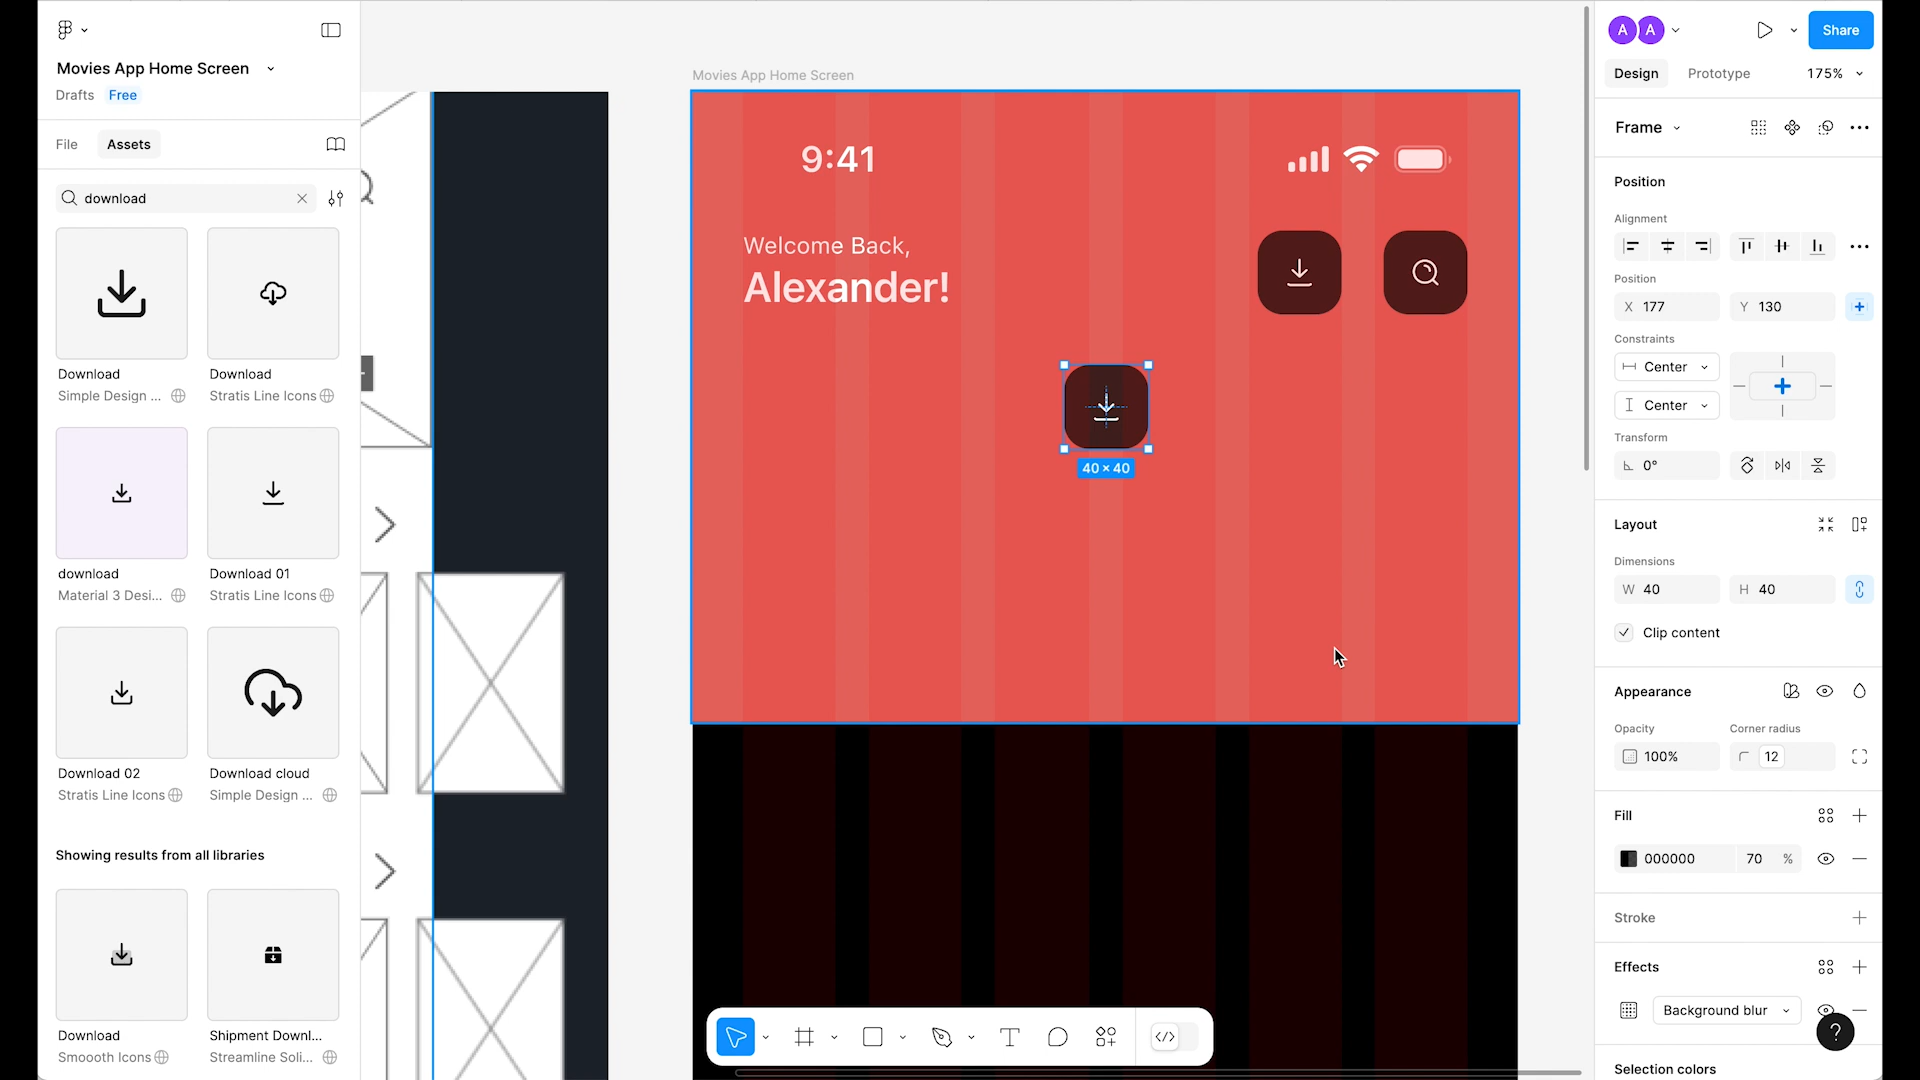 Movies App Home Screen
Drafts Free
File Assets
download
Download
Simple Design ...
Download
Stratis Line Icons
download
Material 3 Desi...
Download 01
Stratis Line Icons
Download 02
Stratis Line Icons
Download cloud
Simple Design ...
Showing results from all libraries
Download
Smoooth Icons
Shipment Downl...
Streamline Soli...
Movies App Home Screen
9:41
Welcome Back,
Alexander!
40 × 40
A A
Share
Design Prototype 175%
Frame
Position
Alignment
Position
X 177 Y 130
Constraints
Center
Center
Transform
0°
Layout
Dimensions
W 40 H 40
Clip content
Appearance
Opacity Corner radius
100% 12
Fill
000000 70 %
Stroke
Effects
Background blur
?
Selection colors